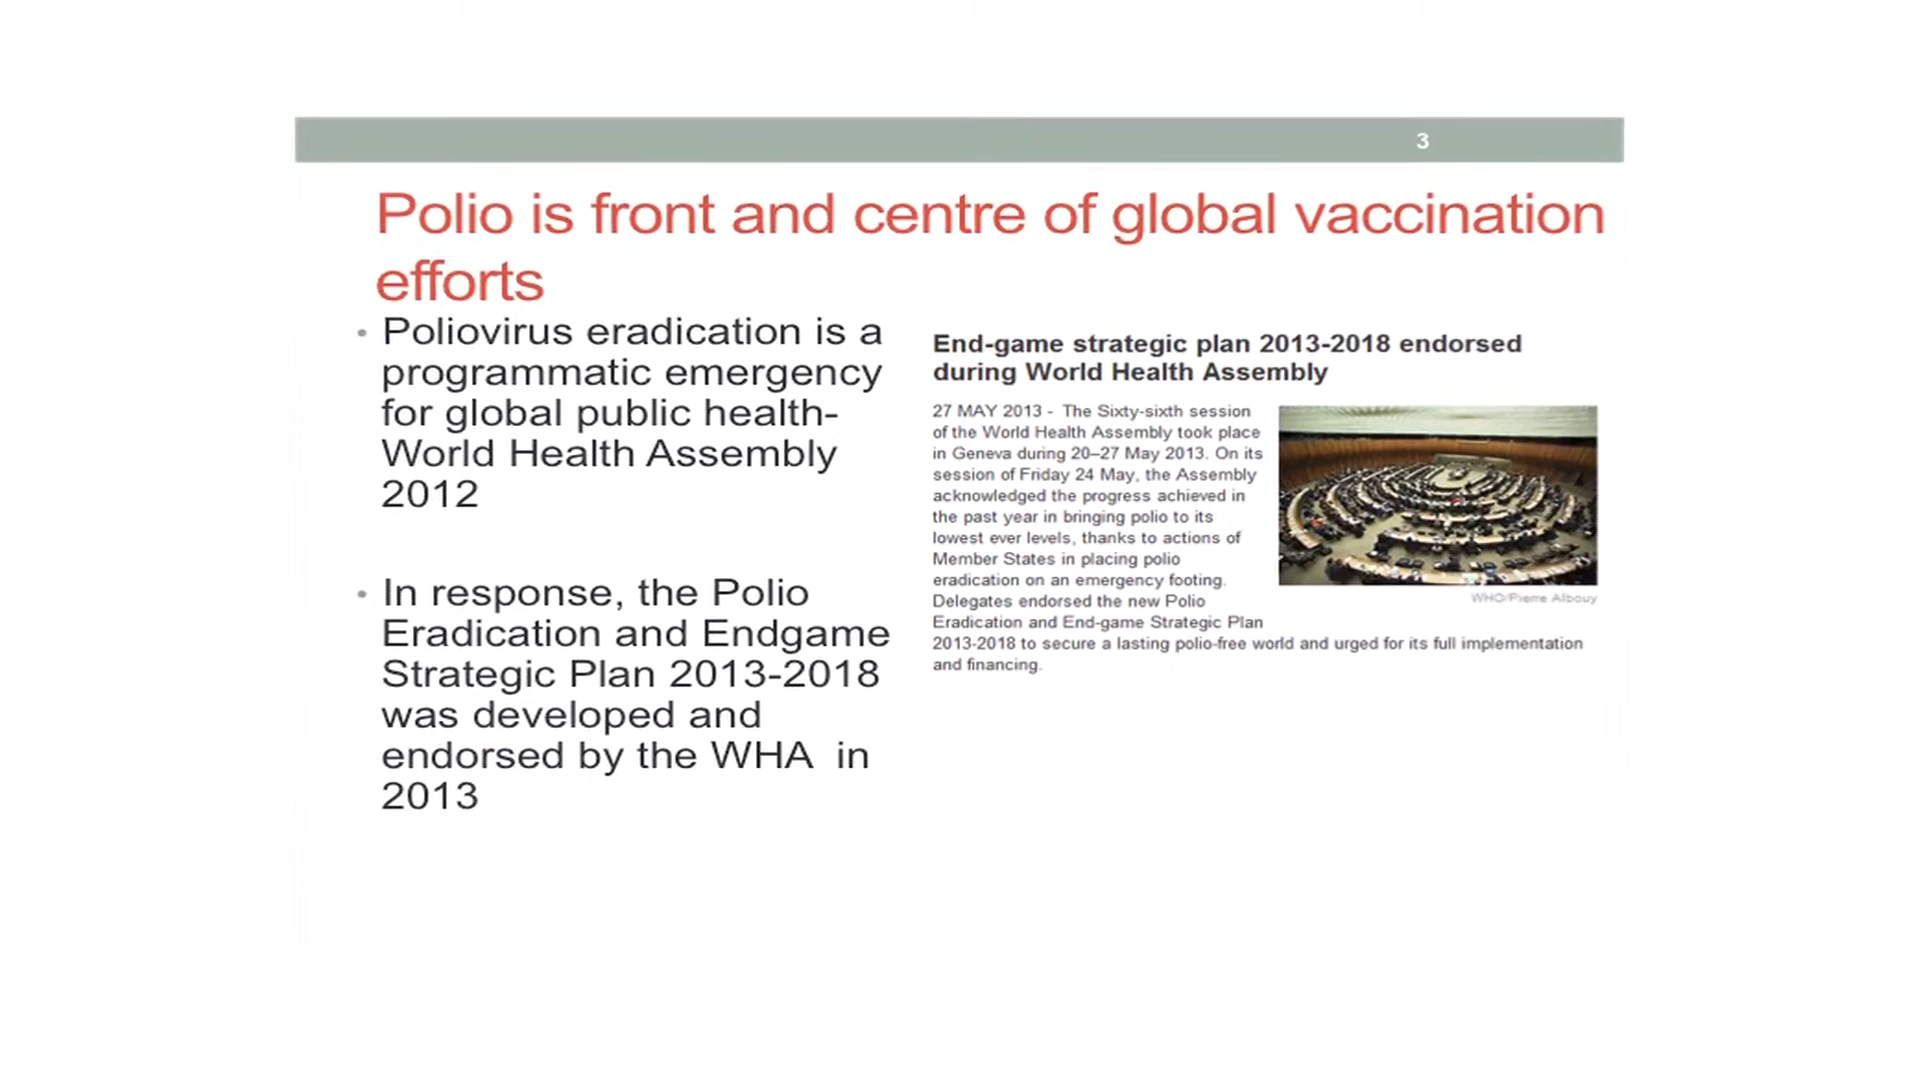 3
Polio is front and centre of global vaccination
efforts
• Poliovirus eradication is a
programmatic emergency
for global public health-
World Health Assembly
2012
• In response, the Polio
Eradication and Endgame
Strategic Plan 2013-2018
was developed and
endorsed by the WHA in
2013
End-game strategic plan 2013-2018 endorsed
during World Health Assembly
27 MAY 2013 - The Sixty-sixth session
of the World Health Assembly took place
in Geneva during 20–27 May 2013. On its
session of Friday 24 May, the Assembly
acknowledged the progress achieved in
the past year in bringing polio to its
lowest ever levels, thanks to actions of
Member States in placing polio
eradication on an emergency footing.
Delegates endorsed the new Polio
Eradication and End-game Strategic Plan
2013-2018 to secure a lasting polio-free world and urged for its full implementation
and financing.
WHO/Pierre Albouy